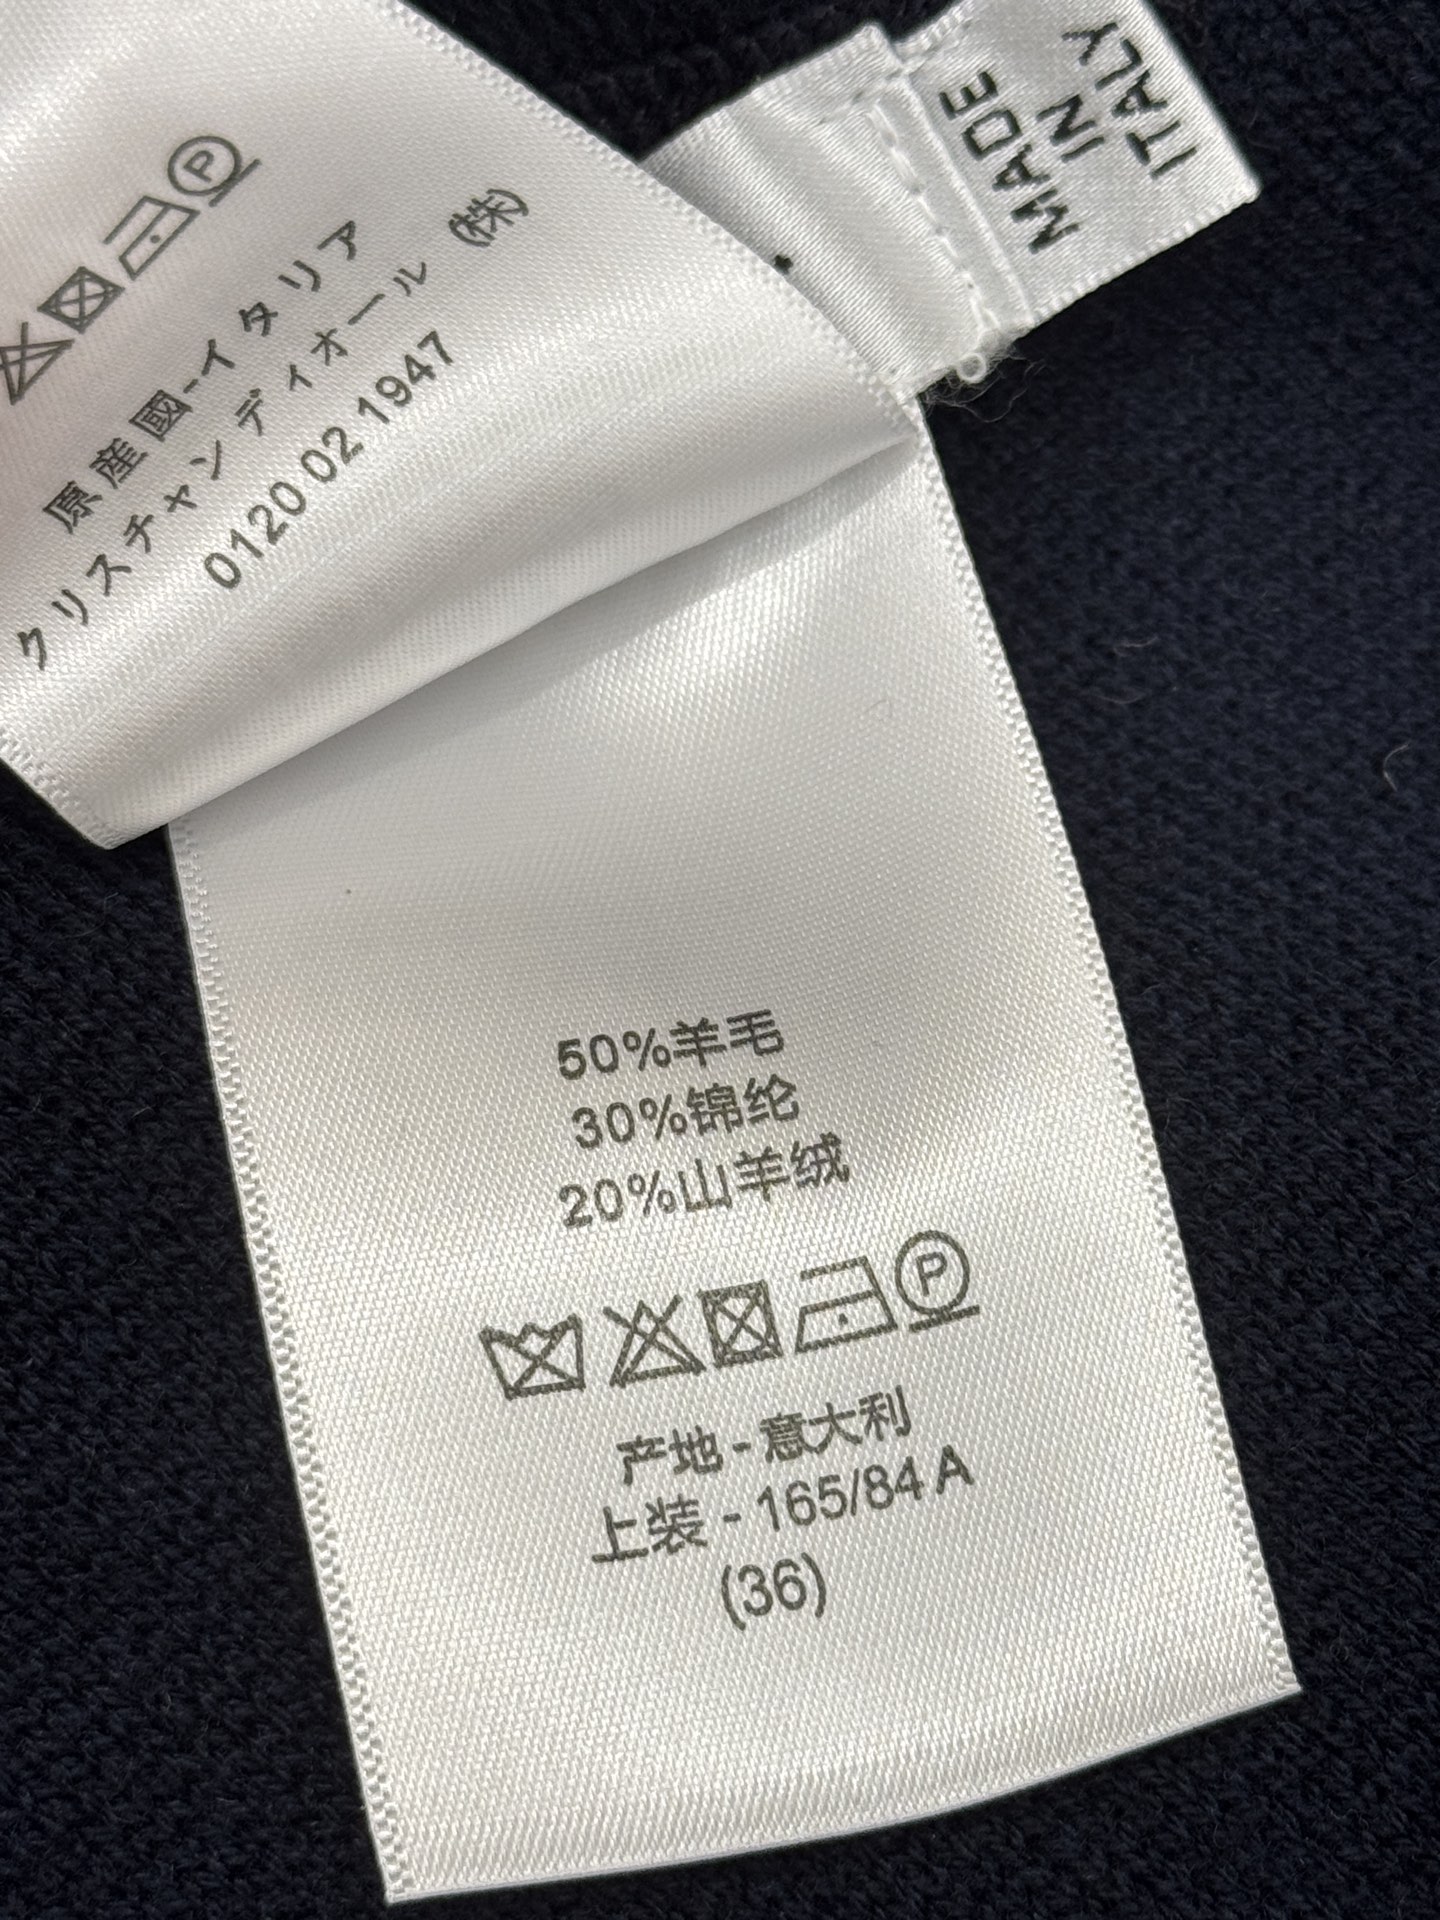 MADE
IN
ITALY
原産國-イタリア
クリスチャンディオール (株)
0120 02 1947
50%羊毛
30%锦纶
20%山羊绒
P
P
产地 - 意大利
上装 - 165/84 A
(36)